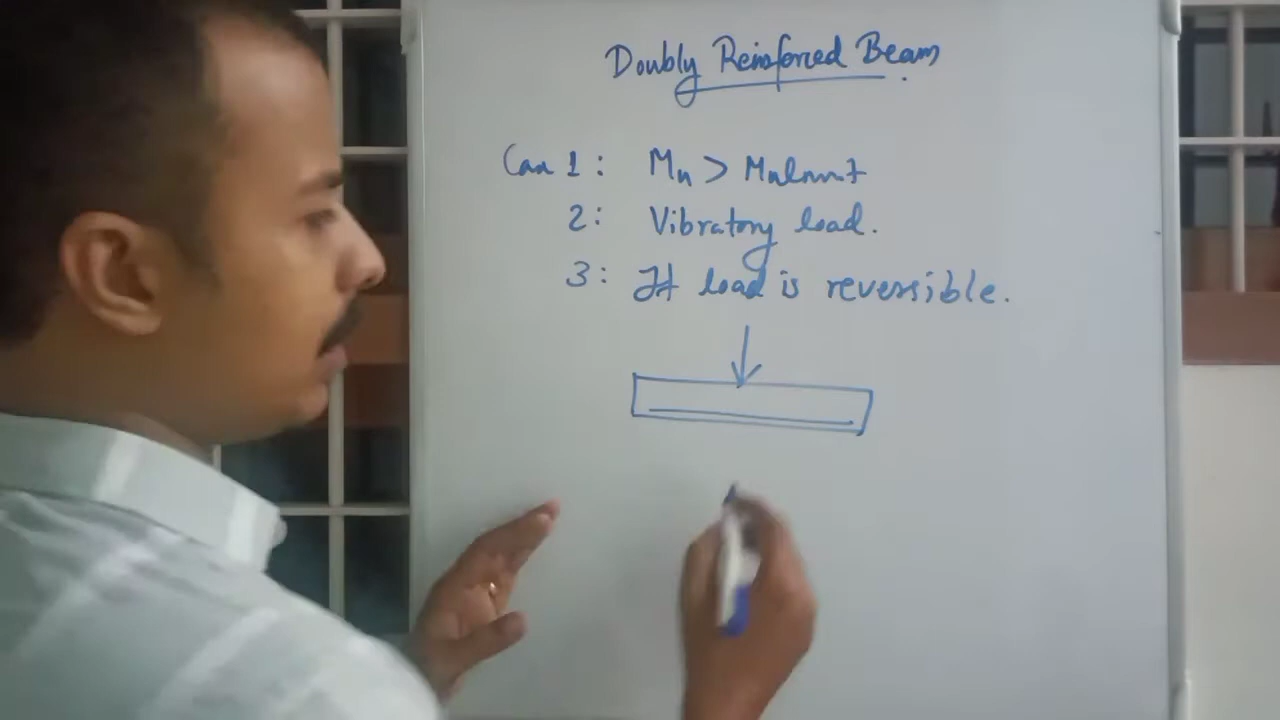 Doubly Reinforced Beam
Case 1: Mu > Mulimit
2: Vibratory load.
3: If load is reversible.